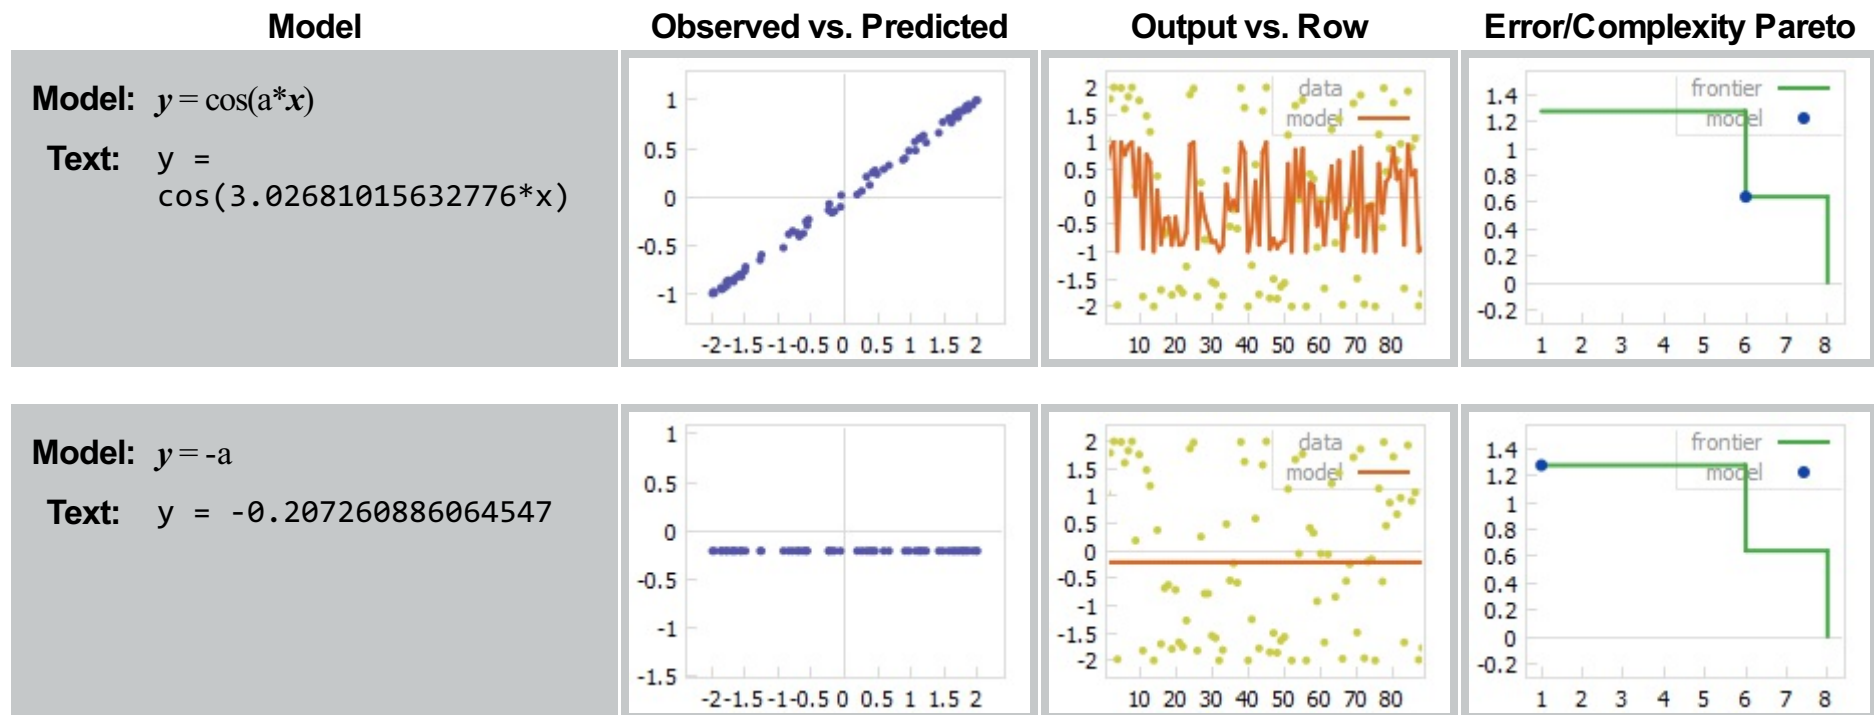 Model Observed vs. Predicted Output vs. Row Error/Complexity Pareto
Model: y = cos(a*x)
Text: y =
cos(3.02681015632776*x)
1
0.5
0
-0.5
-1
-2 -1.5 -1 -0.5 0 0.5 1 1.5 2
data
model
2
1.5
1
0.5
0
-0.5
-1
-1.5
-2
10 20 30 40 50 60 70 80
frontier
model
1.4
1.2
1
0.8
0.6
0.4
0.2
0
-0.2
1 2 3 4 5 6 7 8
Model: y = -a
Text: y = -0.207260886064547
1
0.5
0
-0.5
-1
-1.5
-2 -1.5 -1 -0.5 0 0.5 1 1.5 2
data
model
2
1.5
1
0.5
0
-0.5
-1
-1.5
-2
10 20 30 40 50 60 70 80
frontier
model
1.4
1.2
1
0.8
0.6
0.4
0.2
0
-0.2
1 2 3 4 5 6 7 8